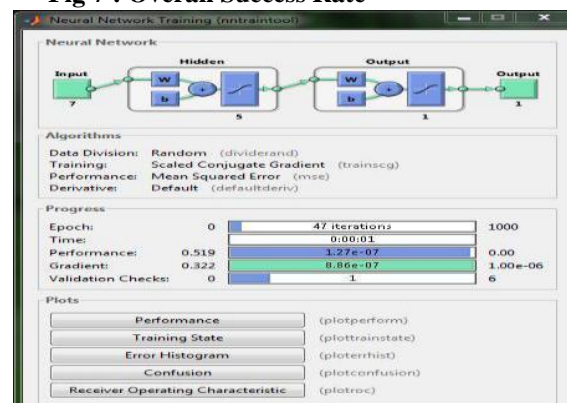 Fig 7 : Overall Success Rate
Neural Network Training (nntraintool)
Neural Network
Hidden Output
Input W W Output
b + b +
7 5 1 1
Algorithms
Data Division: Random (dividerand)
Training: Scaled Conjugate Gradient (trainscg)
Performance: Mean Squared Error (mse)
Derivative: Default (defaultderiv)
Progress
Epoch: 0 47 iterations 1000
Time: 0:00:01
Performance: 0.519 1.27e-07 0.00
Gradient: 0.322 8.86e-07 1.00e-06
Validation Checks: 0 1 6
Plots
Performance (plotperform)
Training State (plottrainstate)
Error Histogram (ploterrhist)
Confusion (plotconfusion)
Receiver Operating Characteristic (plotroc)